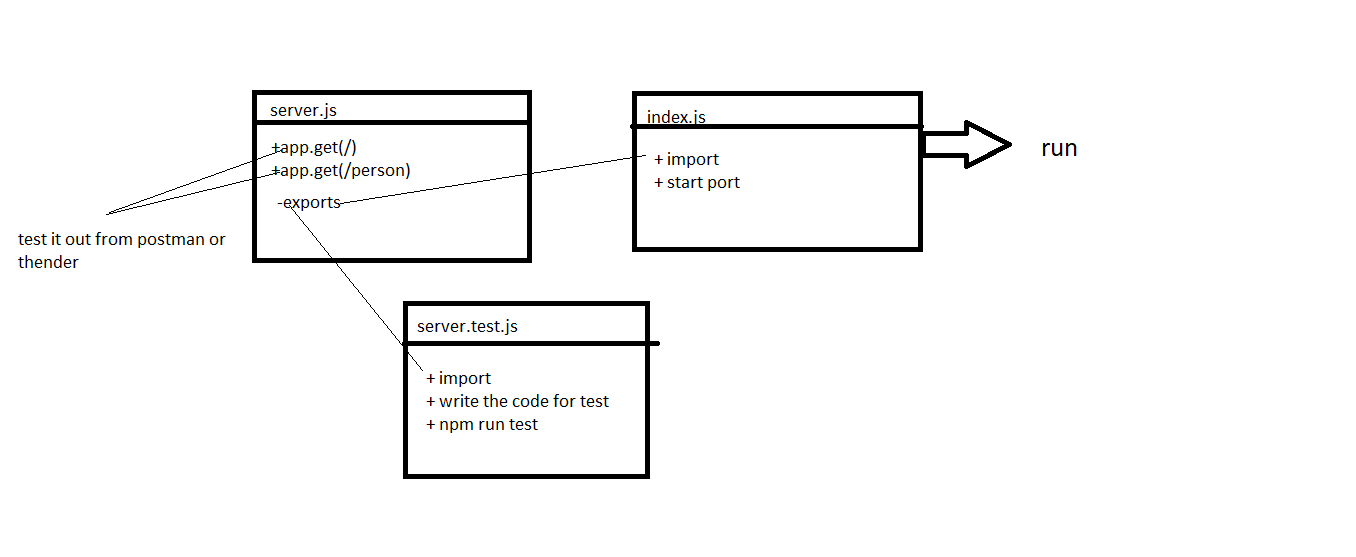 server.js
+app.get(/)
+app.get(/person)
-exports
test it out from postman or
thender
index.js
+ import
+ start port
run
server.test.js
+ import
+ write the code for test
+ npm run test